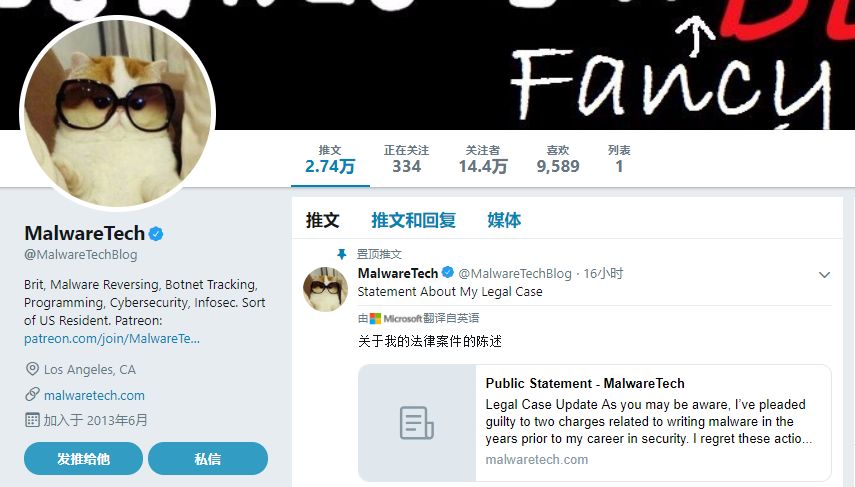 Fancy
推文
2.74万
正在关注
334
关注者
14.4万
喜欢
9,589
列表
1
MalwareTech
@MalwareTechBlog
Brit, Malware Reversing, Botnet Tracking,
Programming, Cybersecurity, Infosec. Sort
of US Resident. Patreon:
patreon.com/join/MalwareTe...
Los Angeles, CA
malwaretech.com
加入于 2013年6月
发推给他
私信
推文
推文和回复
媒体
置顶推文
MalwareTech @MalwareTechBlog · 16小时
Statement About My Legal Case
由 Microsoft 翻译自英语
关于我的法律案件的陈述
Public Statement - MalwareTech
Legal Case Update As you may be aware, I've pleaded
guilty to two charges related to writing malware in the
years prior to my career in security. I regret these actio...
malwaretech.com